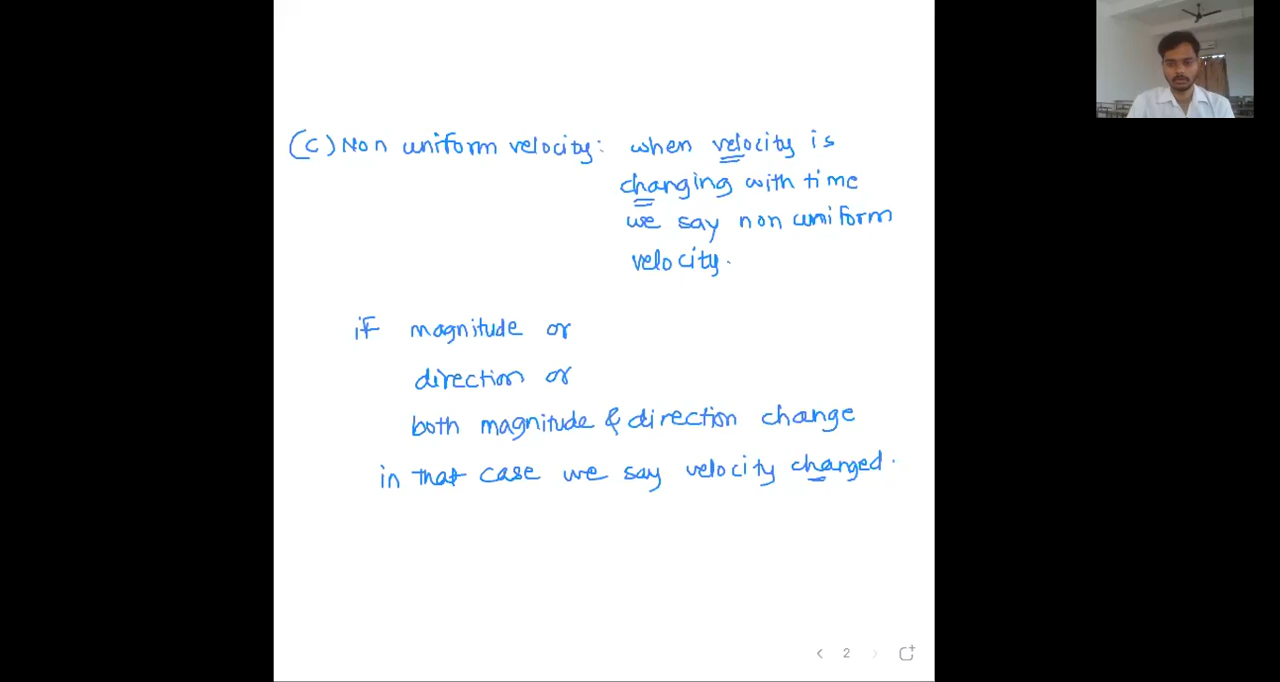 (c) Non uniform velocity: when velocity is
changing with time
we say non uniform
velocity.
if magnitude or
direction or
both magnitude & direction change
in that case we say velocity changed.
< 2 >